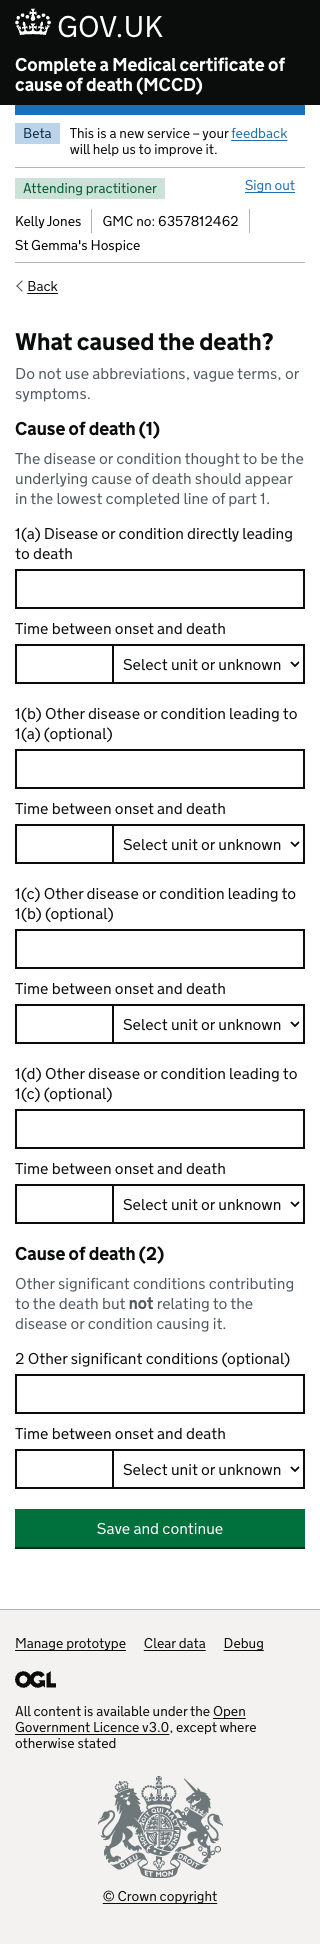 GOV.UK
Complete a Medical certificate of
cause of death (MCCD)
Beta
This is a new service – your feedback
will help us to improve it.
Attending practitioner
Sign out
Kelly Jones
GMC no: 6357812462
St Gemma's Hospice
Back
What caused the death?
Do not use abbreviations, vague terms, or
symptoms.
Cause of death (1)
The disease or condition thought to be the
underlying cause of death should appear
in the lowest completed line of part 1.
1(a) Disease or condition directly leading
to death
Time between onset and death
Select unit or unknown
1(b) Other disease or condition leading to
1(a) (optional)
Time between onset and death
Select unit or unknown
1(c) Other disease or condition leading to
1(b) (optional)
Time between onset and death
Select unit or unknown
1(d) Other disease or condition leading to
1(c) (optional)
Time between onset and death
Select unit or unknown
Cause of death (2)
Other significant conditions contributing
to the death but not relating to the
disease or condition causing it.
2 Other significant conditions (optional)
Time between onset and death
Select unit or unknown
Save and continue
Manage prototype
Clear data
Debug
OGL
All content is available under the Open
Government Licence v3.0, except where
otherwise stated
DIEU ET MON DROIT
© Crown copyright